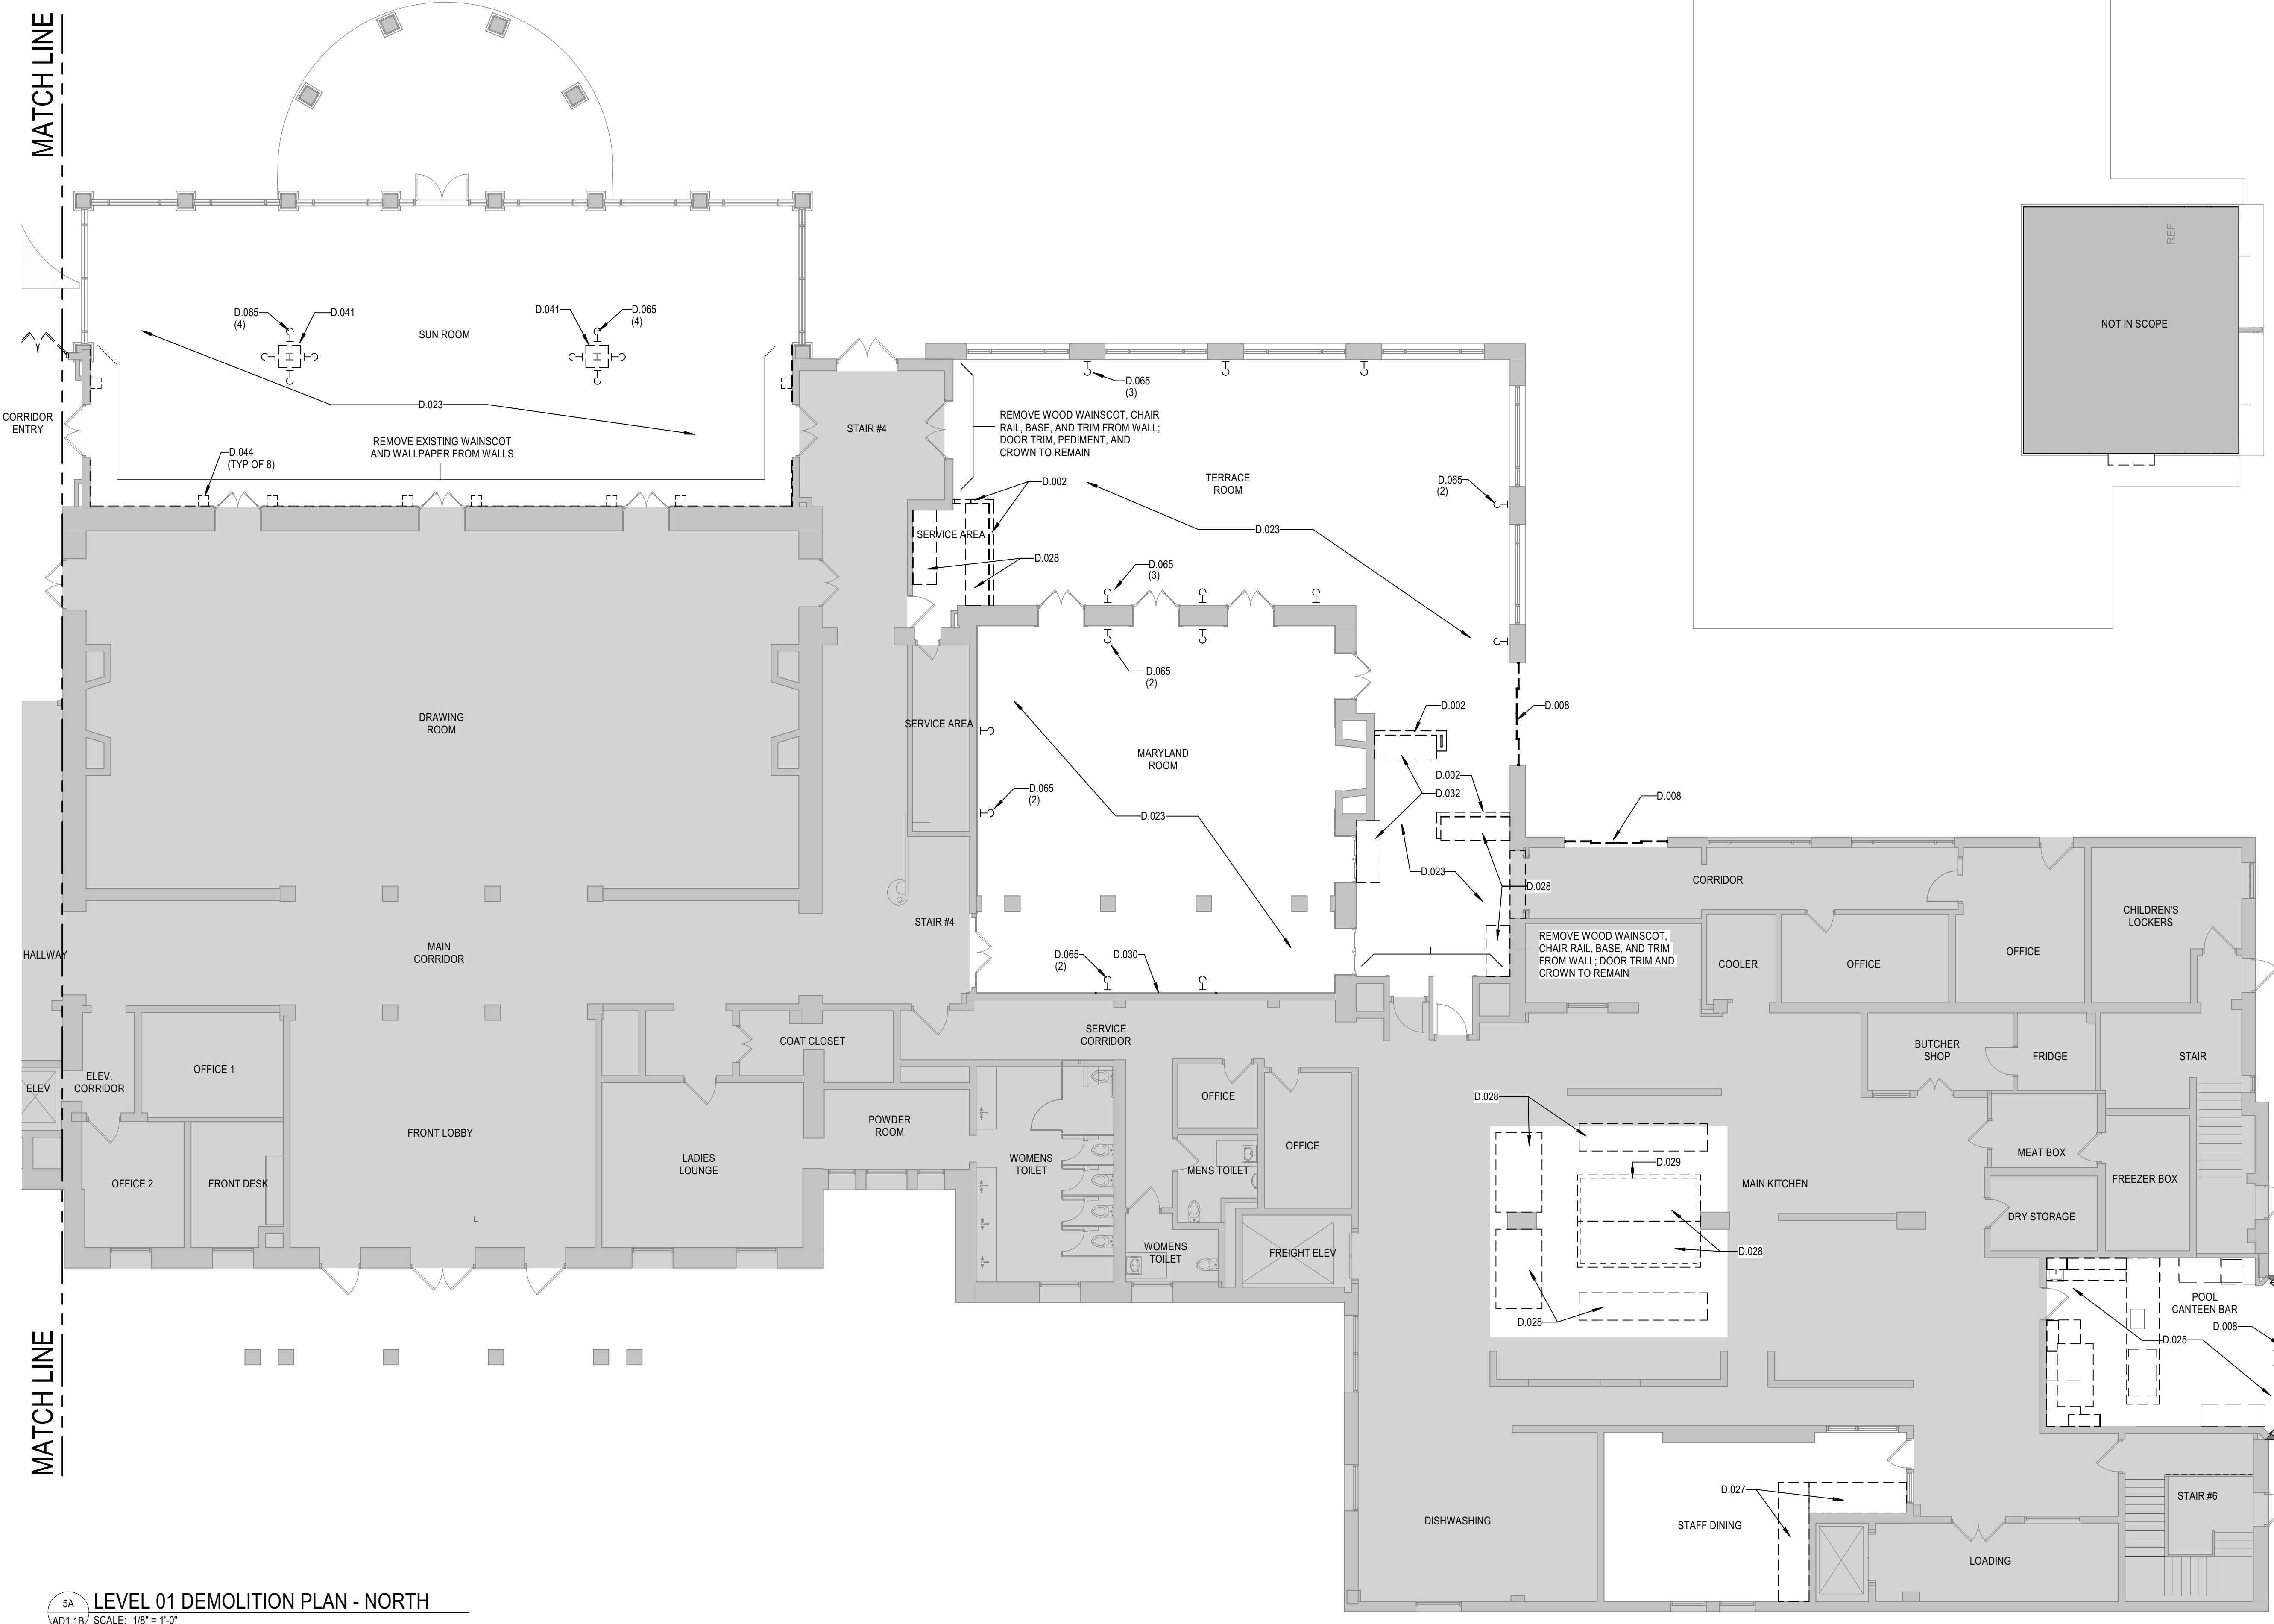 MATCH LINE
REF.
NOT IN SCOPE
D.065
(4)
D.041
SUN ROOM
D.041
D.065
(4)
D.023
CORRIDOR
ENTRY
D.044
(TYP OF 8)
REMOVE EXISTING WAINSCOT
AND WALLPAPER FROM WALLS
STAIR #4
D.065
(3)
REMOVE WOOD WAINSCOT, CHAIR
RAIL, BASE, AND TRIM FROM WALL;
DOOR TRIM, PEDIMENT, AND
CROWN TO REMAIN
TERRACE
ROOM
D.002
D.065
(2)
SERVICE AREA
D.023
D.028
D.065
(3)
D.065
(2)
DRAWING
ROOM
SERVICE AREA
MARYLAND
ROOM
D.002
D.008
D.002
D.032
D.065
(2)
D.023
D.008
D.023
D.028
CORRIDOR
CHILDREN'S
LOCKERS
STAIR #4
HALLWAY
MAIN
CORRIDOR
D.065
(2)
D.030
REMOVE WOOD WAINSCOT,
CHAIR RAIL, BASE, AND TRIM
FROM WALL; DOOR TRIM AND
CROWN TO REMAIN
COOLER
OFFICE
OFFICE
ELEV
ELEV.
CORRIDOR
OFFICE 1
COAT CLOSET
SERVICE
CORRIDOR
BUTCHER
SHOP
FRIDGE
STAIR
FRONT LOBBY
POWDER
ROOM
OFFICE
OFFICE
D.028
MEAT BOX
OFFICE 2
FRONT DESK
LADIES
LOUNGE
WOMENS
TOILET
MENS TOILET
D.029
MAIN KITCHEN
FREEZER BOX
DRY STORAGE
WOMENS
TOILET
FREIGHT ELEV
D.028
D.028
POOL
CANTEEN BAR
D.008
D.025
MATCH LINE
D.027
DISHWASHING
STAFF DINING
STAIR #6
LOADING
5A
AD1.1B
LEVEL 01 DEMOLITION PLAN - NORTH
SCALE: 1/8" = 1'-0"